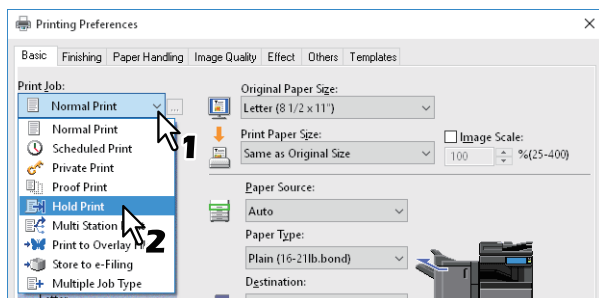 Printing Preferences
Basic Finishing Paper Handling Image Quality Effect Others Templates
Print Job:
Normal Print
...
1
Normal Print
Scheduled Print
Private Print
Proof Print
Hold Print
Multi Station
2
Print to Overlay
Store to e-Filing
Multiple Job Type
Letter
Original Paper Size:
Letter (8 1/2 x 11")
Print Paper Size:
Same as Original Size
Image Scale:
100 %(25-400)
Paper Source:
Auto
Paper Type:
Plain (16-21lb.bond)
Destination: